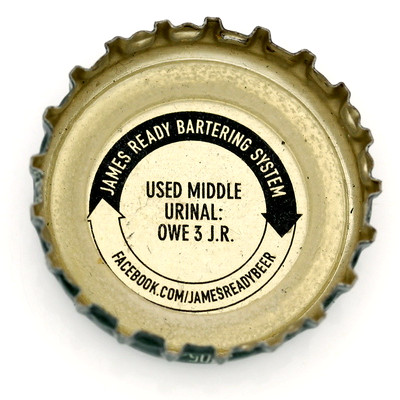 JAMES READY BARTERING SYSTEM
USED MIDDLE
URINAL:
OWE 3 J.R.
FACEBOOK.COM/JAMESREADYBEER